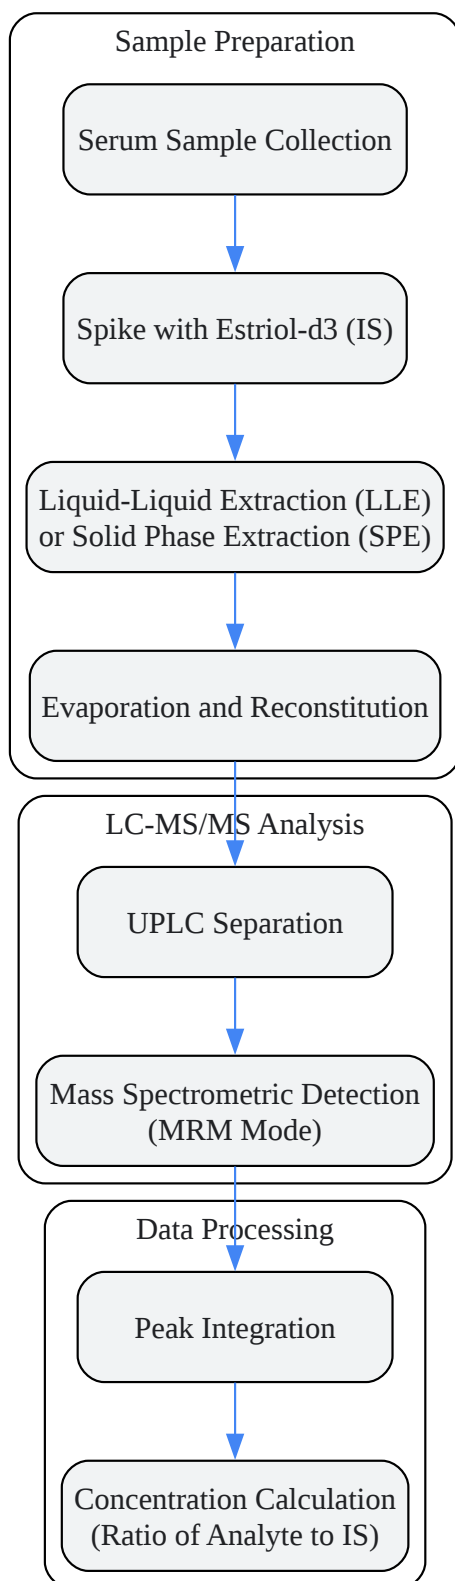 Sample Preparation
Serum Sample Collection
Spike with Estriol-d3 (IS)
Liquid-Liquid Extraction (LLE)
or Solid Phase Extraction (SPE)
Evaporation and Reconstitution
LC-MS/MS Analysis
UPLC Separation
Mass Spectrometric Detection
(MRM Mode)
Data Processing
Peak Integration
Concentration Calculation
(Ratio of Analyte to IS)